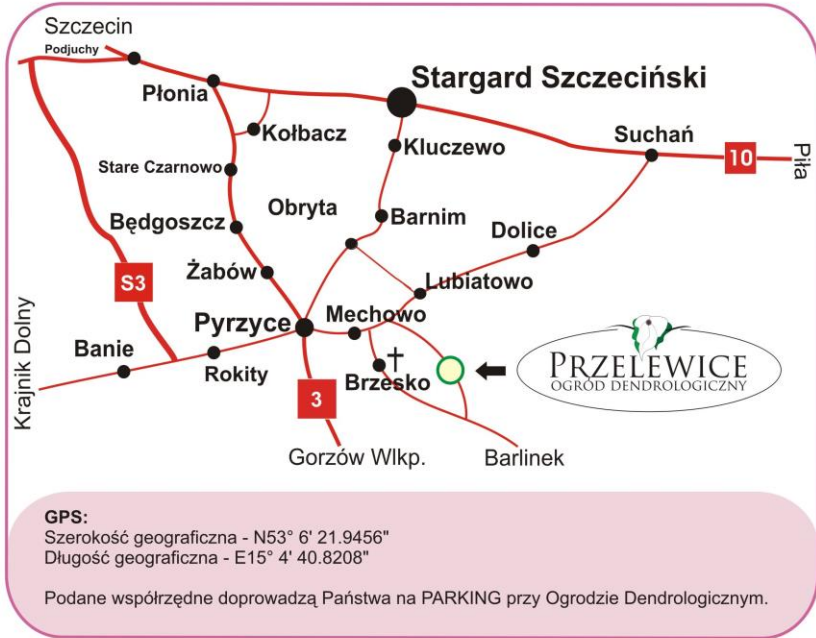 Szczecin
Podjuchy
Płonia
Stargard Szczeciński
Kołbacz
Kluczewo
Suchań
10
Piła
Stare Czarnowo
Obryta
Barnim
Będgoszcz
Dolice
S3
Żabów
Lubiatowo
Krajnik Dolny
Pyrzyce
Mechowo
Banie
Rokity
Brzesko
PRZELEWICE
OGRÓD DENDROLOGICZNY
3
Gorzów Wlkp.
Barlinek
GPS:
Szerokość geograficzna - N53° 6' 21.9456"
Długość geograficzna - E15° 4' 40.8208"
Podane współrzędne doprowadzą Państwa na PARKING przy Ogrodzie Dendrologicznym.